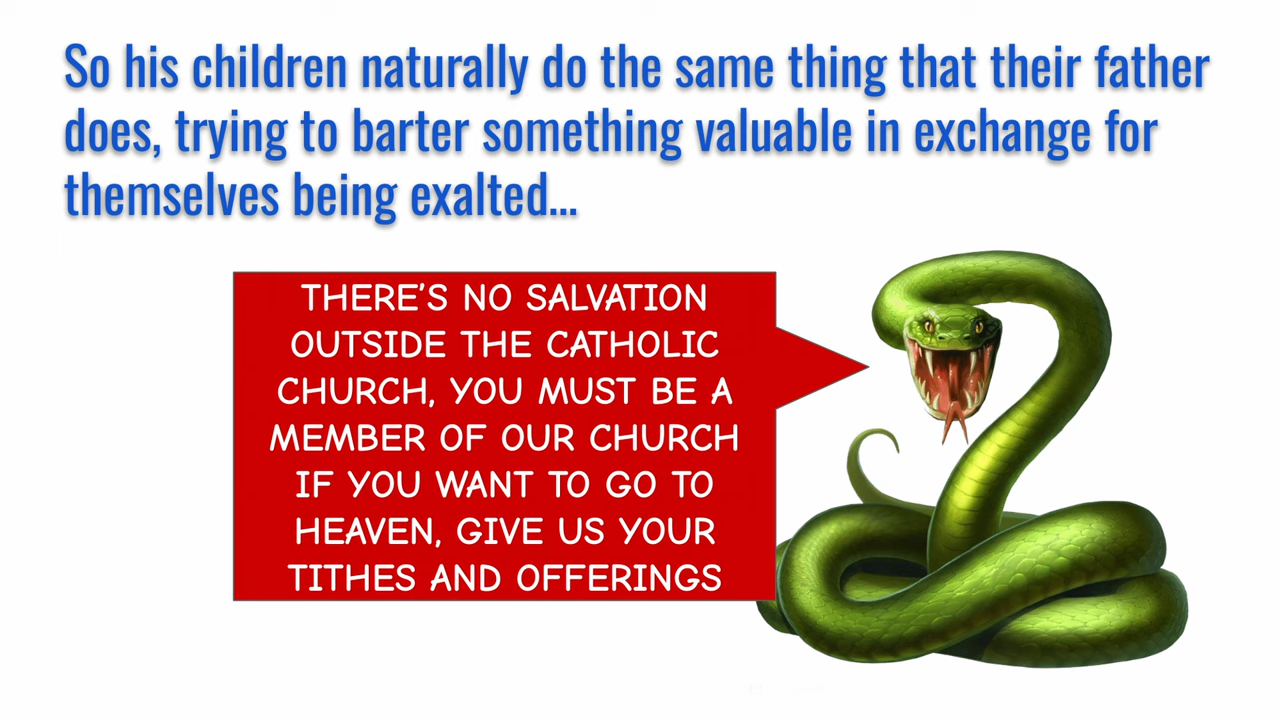 So his children naturally do the same thing that their father
does, trying to barter something valuable in exchange for
themselves being exalted...
THERE'S NO SALVATION
OUTSIDE THE CATHOLIC
CHURCH, YOU MUST BE A
MEMBER OF OUR CHURCH
IF YOU WANT TO GO TO
HEAVEN, GIVE US YOUR
TITHES AND OFFERINGS